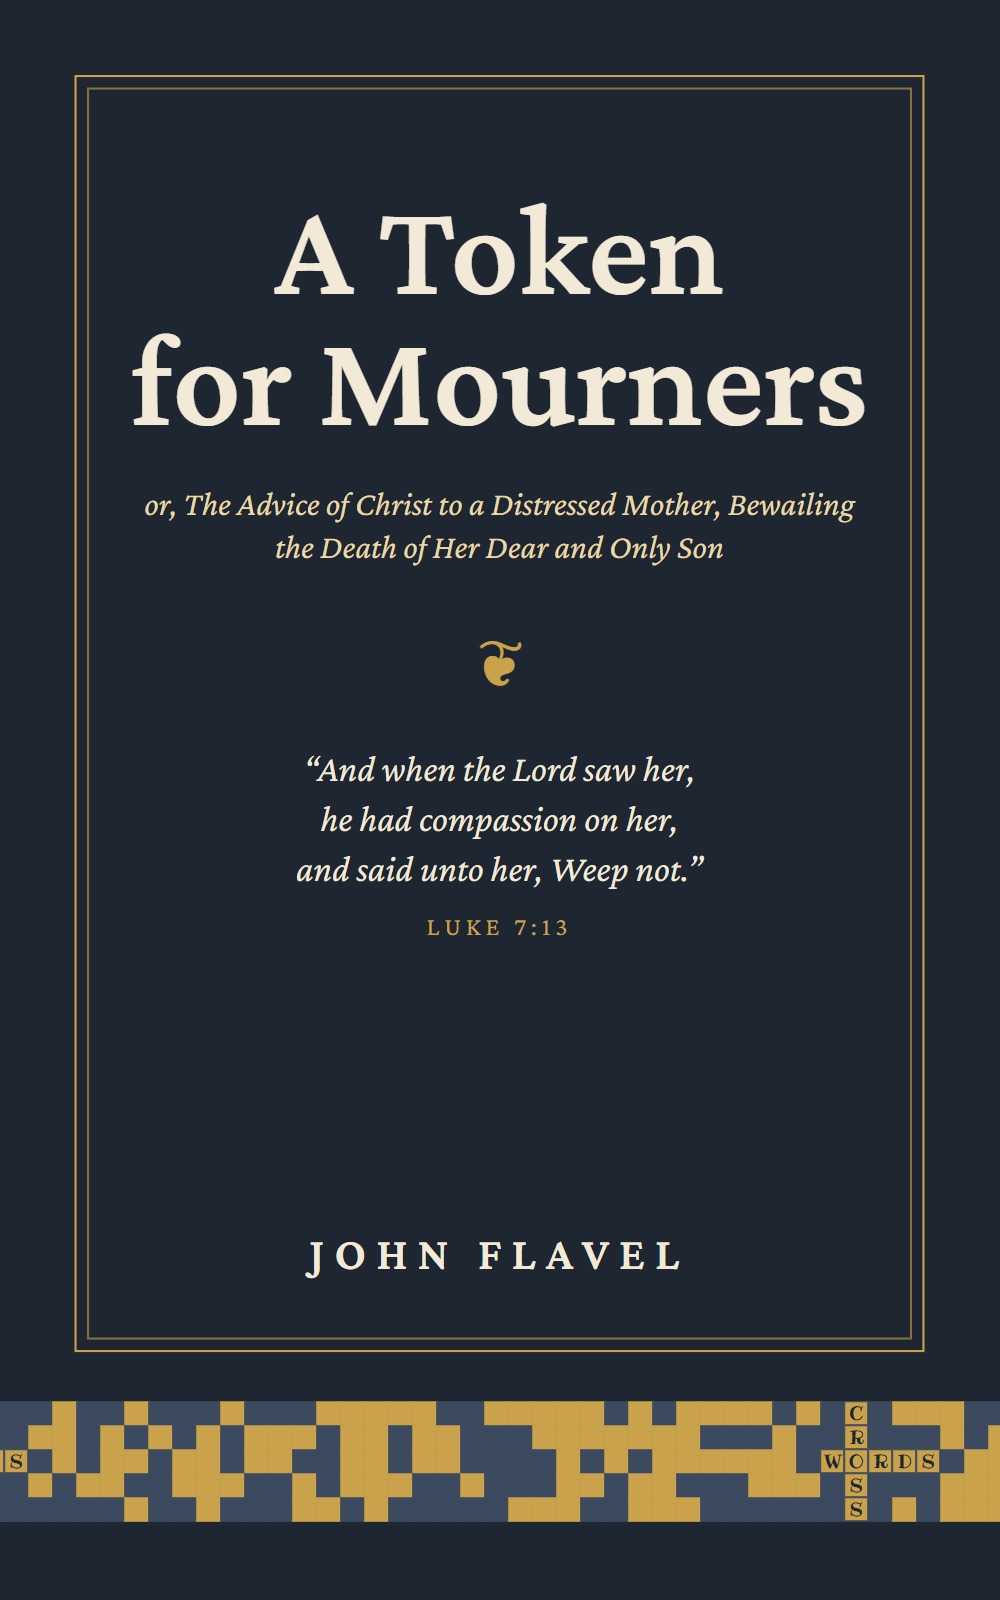 A Token
for Mourners
or, The Advice of Christ to a Distressed Mother, Bewailing
the Death of Her Dear and Only Son
“And when the Lord saw her,
he had compassion on her,
and said unto her, Weep not.”
LUKE 7:13
JOHN FLAVEL
S
CROSS
WORDS